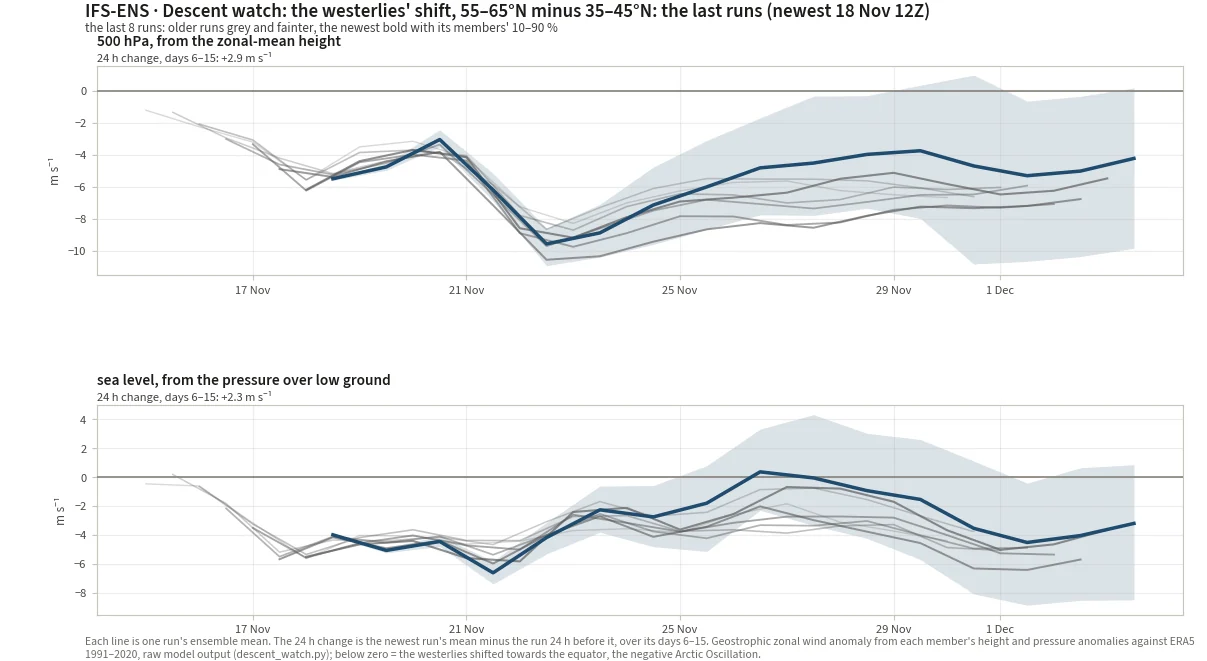 IFS-ENS · Descent watch: the westerlies' shift, 55–65°N minus 35–45°N: the last runs (newest 18 Nov 12Z)
the last 8 runs: older runs grey and fainter, the newest bold with its members' 10–90 %
500 hPa, from the zonal-mean height
24 h change, days 6–15: +2.9 m s⁻¹
0
−2
−4
−6
−8
−10
m s⁻¹
17 Nov
21 Nov
25 Nov
29 Nov
1 Dec
sea level, from the pressure over low ground
24 h change, days 6–15: +2.3 m s⁻¹
4
2
0
−2
−4
−6
−8
m s⁻¹
17 Nov
21 Nov
25 Nov
29 Nov
1 Dec
Each line is one run's ensemble mean. The 24 h change is the newest run's mean minus the run 24 h before it, over its days 6–15. Geostrophic zonal wind anomaly from each member's height and pressure anomalies against ERA5
1991–2020, raw model output (descent_watch.py); below zero = the westerlies shifted towards the equator, the negative Arctic Oscillation.